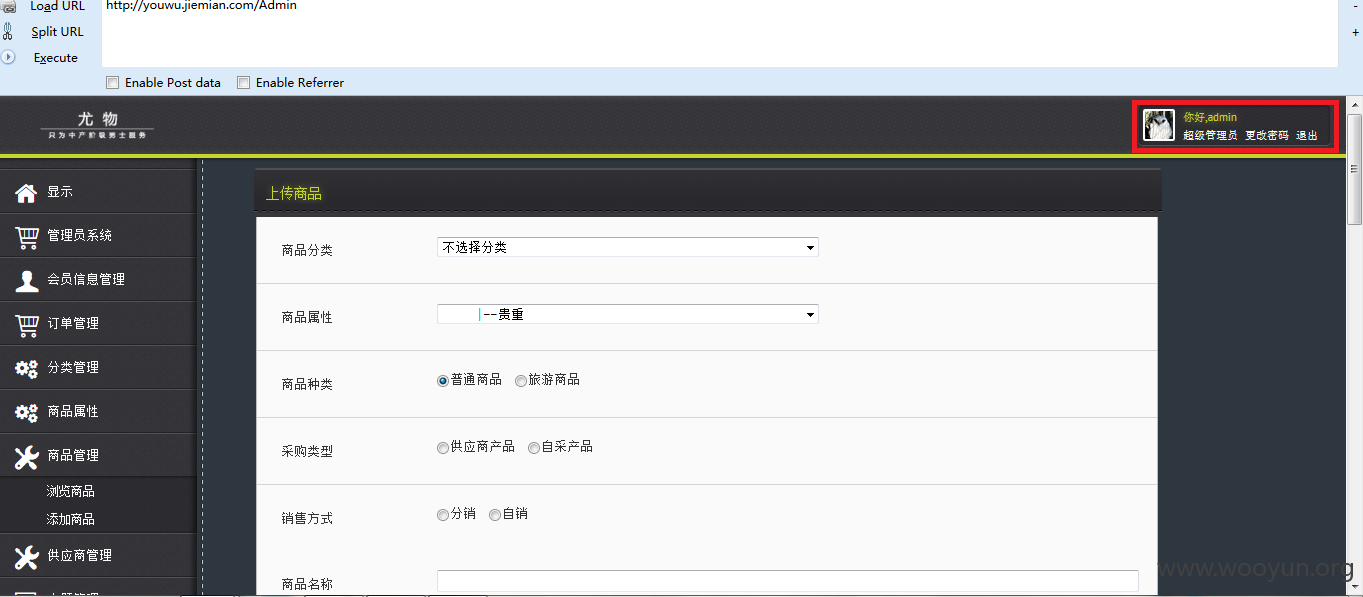 Load URL
http://youwu.jiemian.com/Admin
Split URL
Execute
Enable Post data
Enable Referrer
尤物
只为中产阶级男士服务
你好,admin
超级管理员 更改密码 退出
显示
管理员系统
会员信息管理
订单管理
分类管理
商品属性
商品管理
浏览商品
添加商品
供应商管理
上传商品
商品分类
不选择分类
商品属性
|--贵重
商品种类
普通商品 旅游商品
采购类型
供应商产品 自采产品
销售方式
分销 自销
商品名称
www.wooyun.org